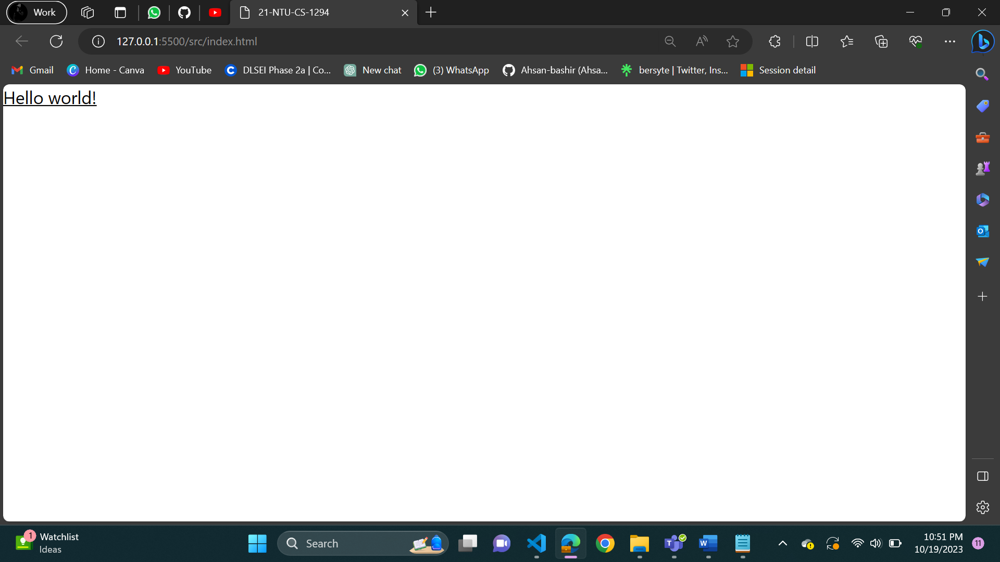 Work
21-NTU-CS-1294
127.0.0.1:5500/src/index.html
Gmail
Home - Canva
YouTube
DLSEI Phase 2a | Co...
New chat
(3) WhatsApp
Ahsan-bashir (Ahsa...
bersyte | Twitter, Ins...
Session detail
Hello world!
1
Watchlist
Ideas
Search
10:51 PM
10/19/2023
11